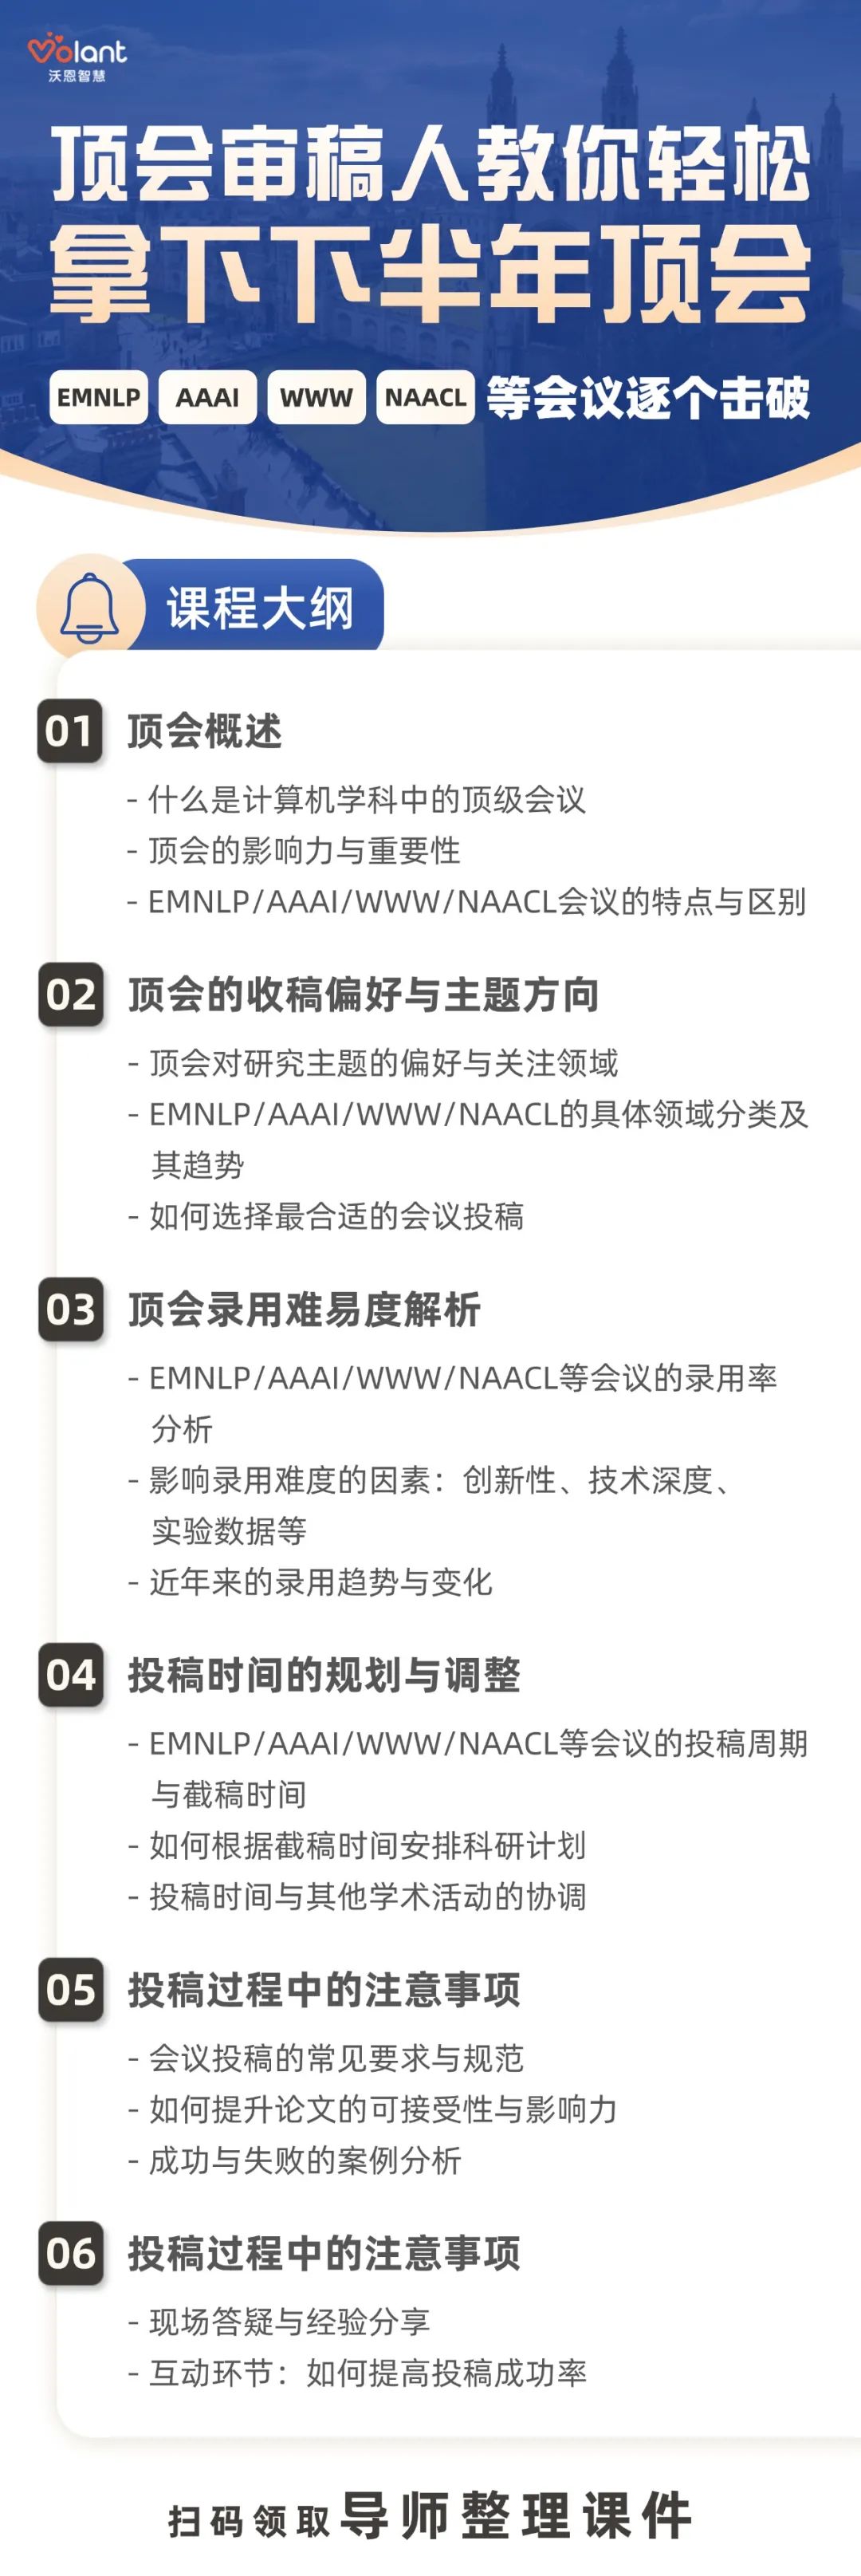 Volant
沃恩智慧
顶会审稿人教你轻松
拿下下半年顶会
EMNLP AAAI WWW NAACL 等会议逐个击破
课程大纲
01 顶会概述
- 什么是计算机学科中的顶级会议
- 顶会的影响力与重要性
- EMNLP/AAAI/WWW/NAACL会议的特点与区别
02 顶会的收稿偏好与主题方向
- 顶会对研究主题的偏好与关注领域
- EMNLP/AAAI/WWW/NAACL的具体领域分类及
其趋势
- 如何选择最合适的会议投稿
03 顶会录用难易度解析
- EMNLP/AAAI/WWW/NAACL等会议的录用率
分析
- 影响录用难度的因素：创新性、技术深度、
实验数据等
- 近年来的录用趋势与变化
04 投稿时间的规划与调整
- EMNLP/AAAI/WWW/NAACL等会议的投稿周期
与截稿时间
- 如何根据截稿时间安排科研计划
- 投稿时间与其他学术活动的协调
05 投稿过程中的注意事项
- 会议投稿的常见要求与规范
- 如何提升论文的可接受性与影响力
- 成功与失败的案例分析
06 投稿过程中的注意事项
- 现场答疑与经验分享
- 互动环节：如何提高投稿成功率
扫码领取导师整理课件